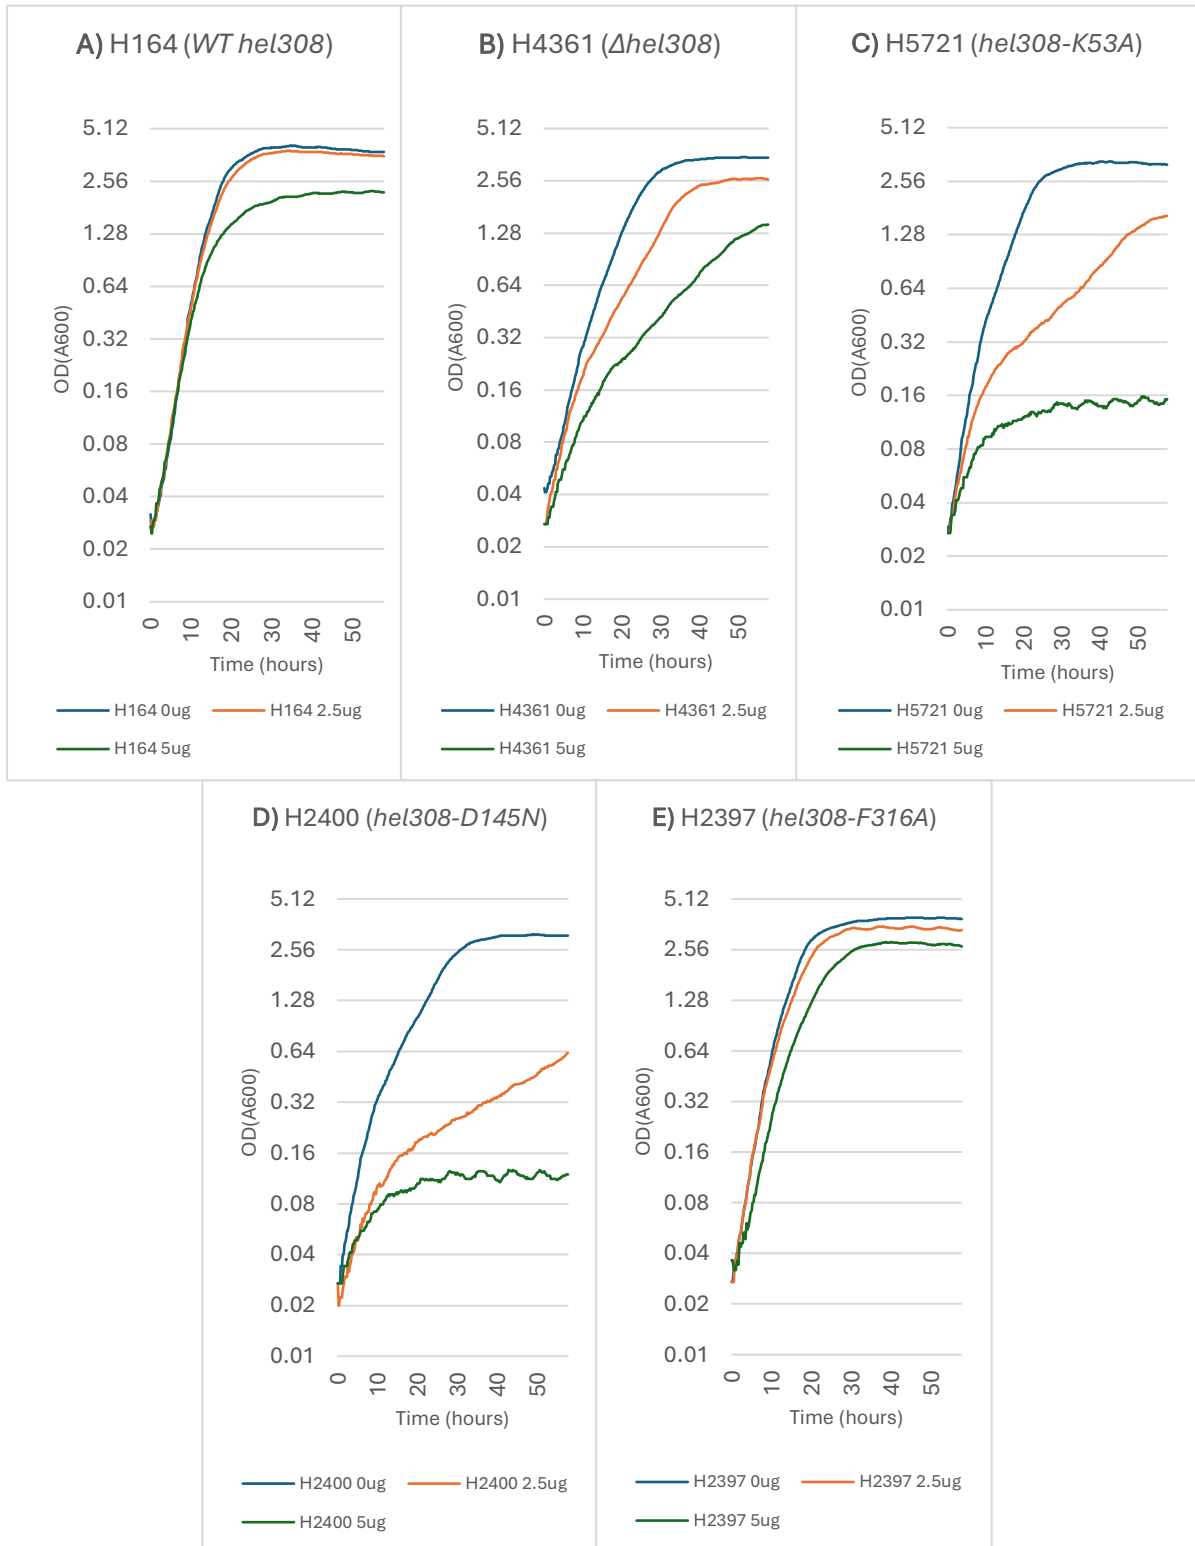 A) H164 (WT hel308)
5.12
2.56
1.28
0.64
0.32
0.16
0.08
0.04
0.02
0.01
OD(A600)
0 10 20 30 40 50
Time (hours)
H164 0ug H164 2.5ug
H164 5ug
B) H4361 (Δhel308)
5.12
2.56
1.28
0.64
0.32
0.16
0.08
0.04
0.02
0.01
OD(A600)
0 10 20 30 40 50
Time (hours)
H4361 0ug H4361 2.5ug
H4361 5ug
C) H5721 (hel308-K53A)
5.12
2.56
1.28
0.64
0.32
0.16
0.08
0.04
0.02
0.01
OD(A600)
0 10 20 30 40 50
Time (hours)
H5721 0ug H5721 2.5ug
H5721 5ug
D) H2400 (hel308-D145N)
5.12
2.56
1.28
0.64
0.32
0.16
0.08
0.04
0.02
0.01
OD(A600)
0 10 20 30 40 50
Time (hours)
H2400 0ug H2400 2.5ug
H2400 5ug
E) H2397 (hel308-F316A)
5.12
2.56
1.28
0.64
0.32
0.16
0.08
0.04
0.02
0.01
OD(A600)
0 10 20 30 40 50
Time (hours)
H2397 0ug H2397 2.5ug
H2397 5ug